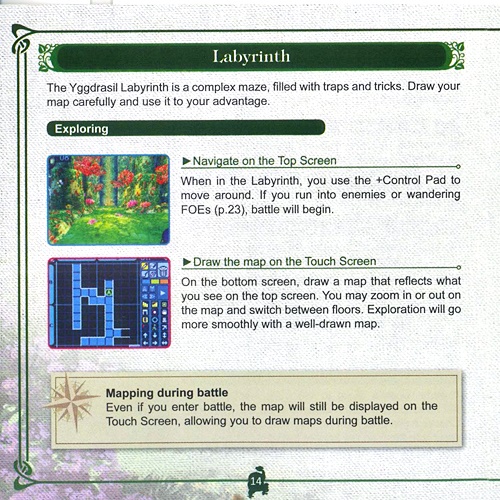 Labyrinth
The Yggdrasil Labyrinth is a complex maze, filled with traps and tricks. Draw your
map carefully and use it to your advantage.
Exploring
►Navigate on the Top Screen
When in the Labyrinth, you use the +Control Pad to
move around. If you run into enemies or wandering
FOEs (p.23), battle will begin.
►Draw the map on the Touch Screen
On the bottom screen, draw a map that reflects what
you see on the top screen. You may zoom in or out on
the map and switch between floors. Exploration will go
more smoothly with a well-drawn map.
Mapping during battle
Even if you enter battle, the map will still be displayed on the
Touch Screen, allowing you to draw maps during battle.
14